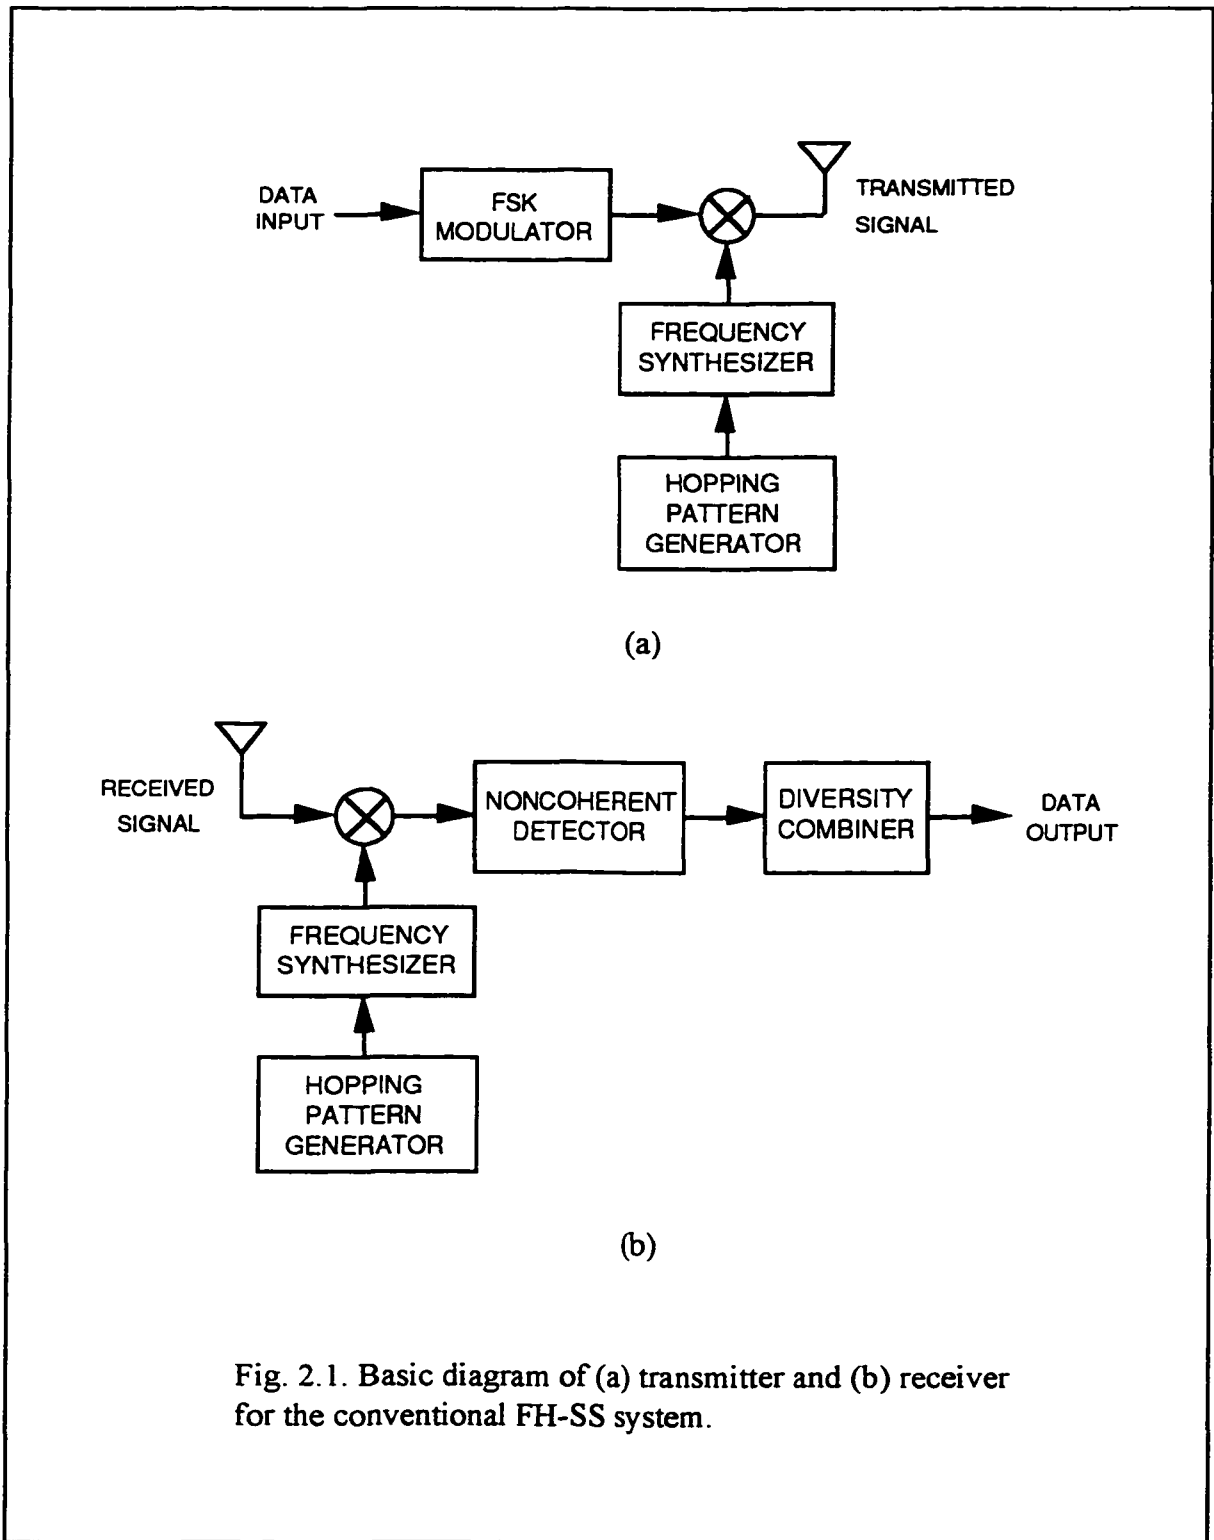 DATA
INPUT
FSK
MODULATOR
TRANSMITTED
SIGNAL
FREQUENCY
SYNTHESIZER
HOPPING
PATTERN
GENERATOR
(a)
RECEIVED
SIGNAL
NONCOHERENT
DETECTOR
DIVERSITY
COMBINER
DATA
OUTPUT
FREQUENCY
SYNTHESIZER
HOPPING
PATTERN
GENERATOR
(b)
Fig. 2.1. Basic diagram of (a) transmitter and (b) receiver
for the conventional FH-SS system.